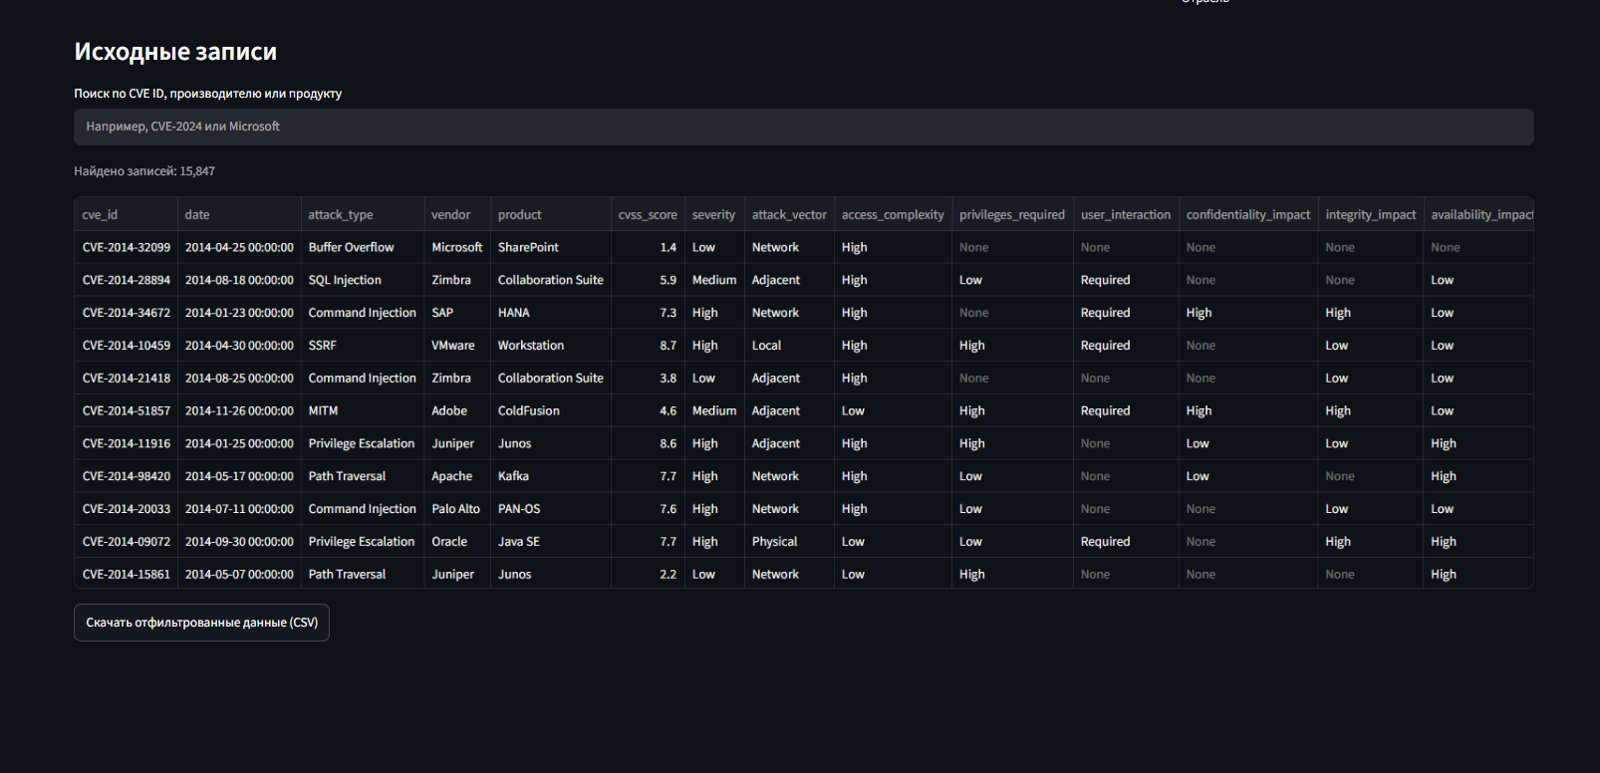 Отрасль
Исходные записи
Поиск по CVE ID, производителю или продукту
Например, CVE-2024 или Microsoft
Найдено записей: 15,847
cve_id date attack_type vendor product cvss_score severity attack_vector access_complexity privileges_required user_interaction confidentiality_impact integrity_impact availability_impact
CVE-2014-32099 2014-04-25 00:00:00 Buffer Overflow Microsoft SharePoint 1.4 Low Network High None None None None None
CVE-2014-28894 2014-08-18 00:00:00 SQL Injection Zimbra Collaboration Suite 5.9 Medium Adjacent High Low Required None None Low
CVE-2014-34672 2014-01-23 00:00:00 Command Injection SAP HANA 7.3 High Network High None Required High High Low
CVE-2014-10459 2014-04-30 00:00:00 SSRF VMware Workstation 8.7 High Local High High Required None Low Low
CVE-2014-21418 2014-08-25 00:00:00 Command Injection Zimbra Collaboration Suite 3.8 Low Adjacent High None None None Low Low
CVE-2014-51857 2014-11-26 00:00:00 MITM Adobe ColdFusion 4.6 Medium Adjacent Low High Required High High Low
CVE-2014-11916 2014-01-25 00:00:00 Privilege Escalation Juniper Junos 8.6 High Adjacent High High None Low Low High
CVE-2014-98420 2014-05-17 00:00:00 Path Traversal Apache Kafka 7.7 High Network High Low None Low None High
CVE-2014-20033 2014-07-11 00:00:00 Command Injection Palo Alto PAN-OS 7.6 High Network High Low None None Low Low
CVE-2014-09072 2014-09-30 00:00:00 Privilege Escalation Oracle Java SE 7.7 High Physical Low Low Required None High High
CVE-2014-15861 2014-05-07 00:00:00 Path Traversal Juniper Junos 2.2 Low Network Low High None None None High
Скачать отфильтрованные данные (CSV)